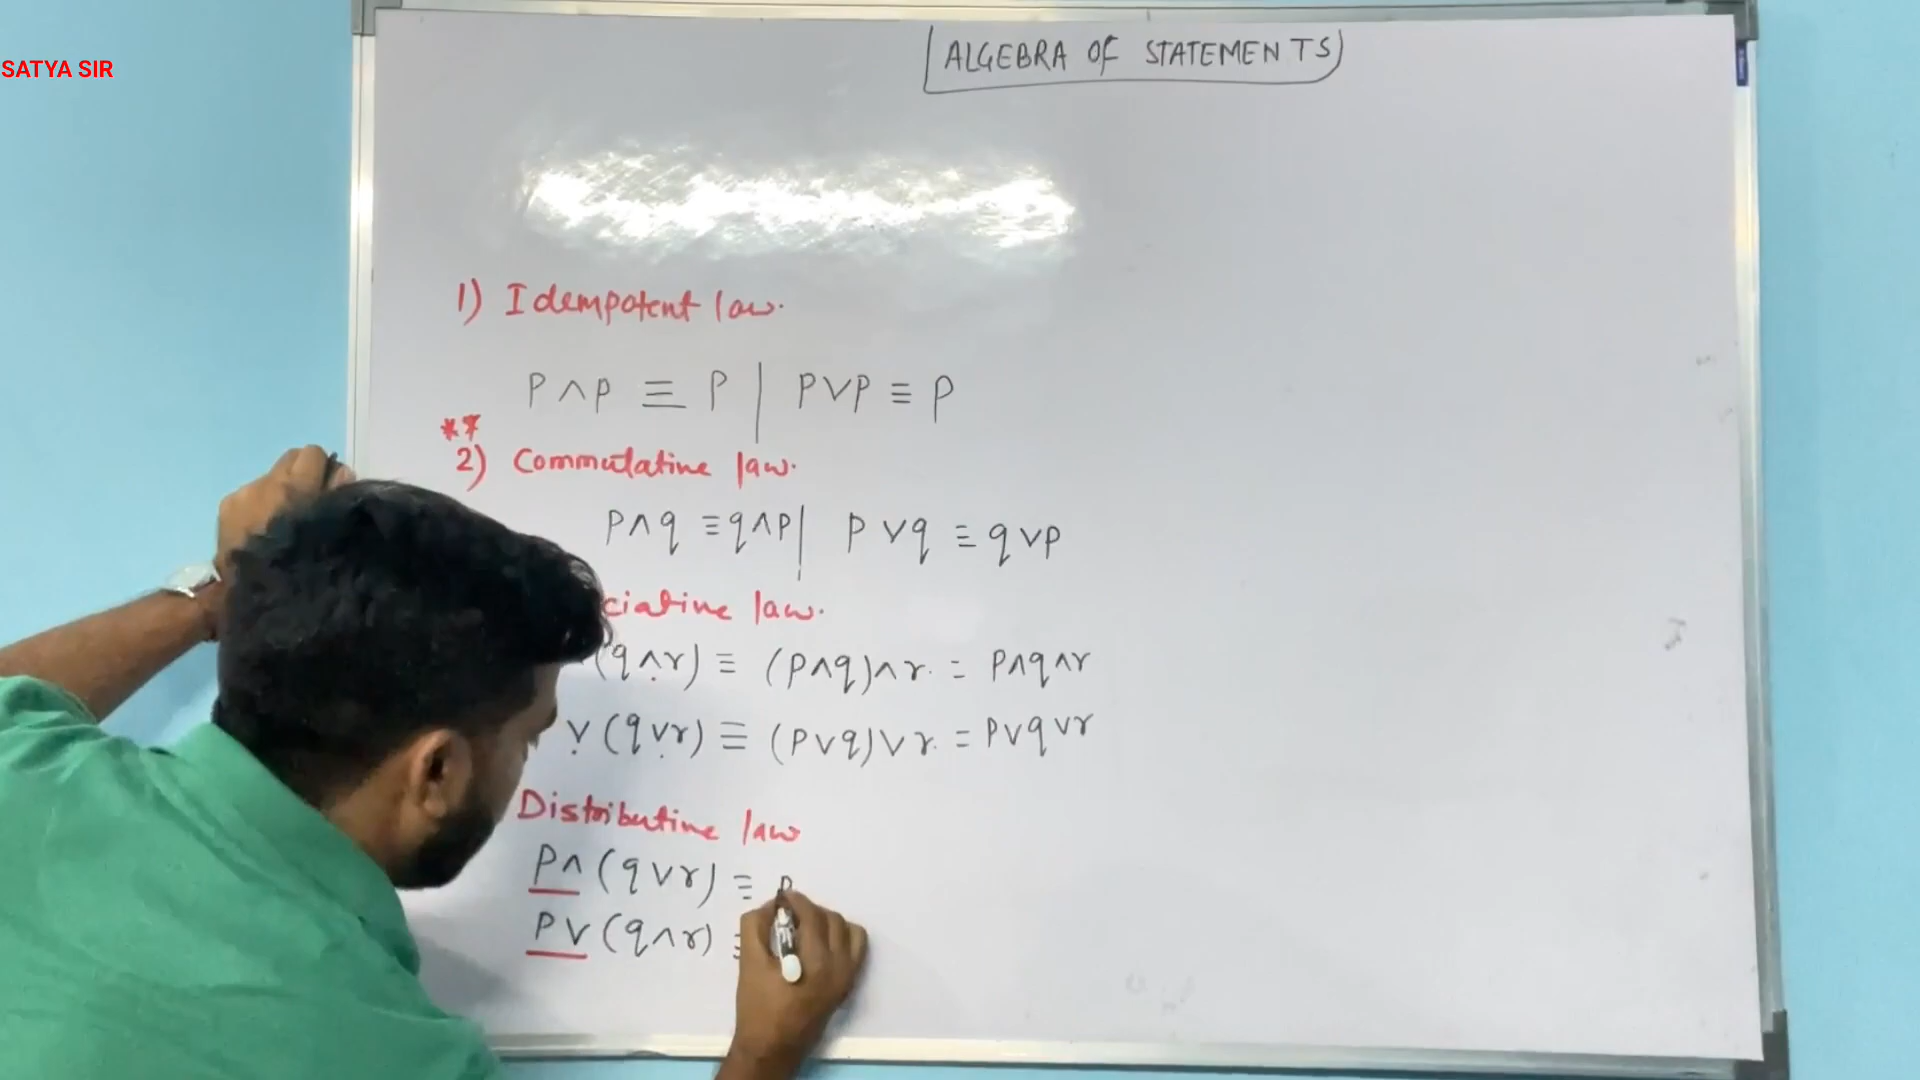 SATYA SIR
ALGEBRA OF STATEMENTS
1) Idempotent law.
P ∧ P ≡ P | P ∨ P ≡ P
**
2) Commutative law.
P ∧ q ≡ q ∧ P | P ∨ q ≡ q ∨ P
ciative law.
(q ∧ r) ≡ (P ∧ q) ∧ r. = P ∧ q ∧ r
∨ (q ∨ r) ≡ (P ∨ q) ∨ r. = P ∨ q ∨ r
Distributive law
P ∧ (q ∨ r) ≡ P
P ∨ (q ∧ r) ≡